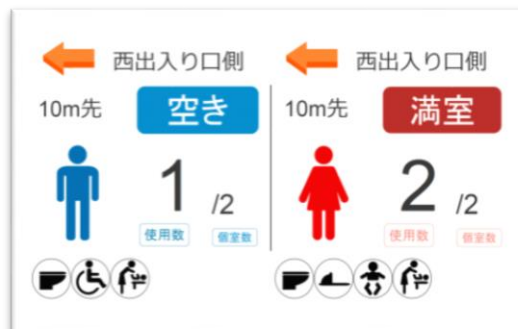 西出入り口側
10m先
空き
1 /2
使用数 個室数
西出入り口側
10m先
満室
2 /2
使用数 個室数